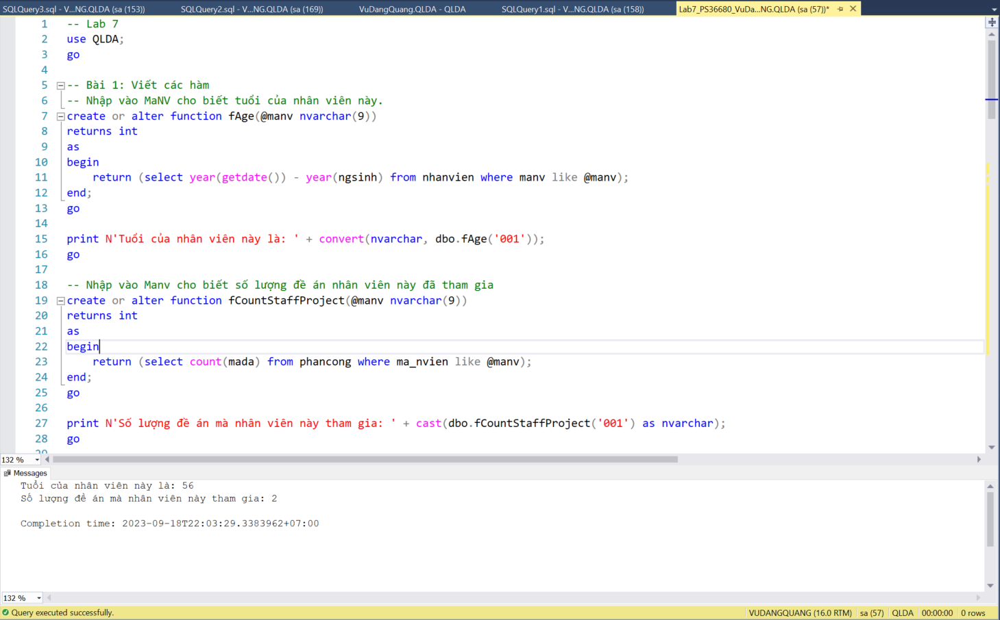 SQLQuery3.sql - V...NG.QLDA (sa (153)) SQLQuery2.sql - V...NG.QLDA (sa (169)) VuDangQuang.QLDA - QLDA SQLQuery1.sql - V...NG.QLDA (sa (158)) Lab7_PS36680_VuDa...NG.QLDA (sa (57))*
1 -- Lab 7
2 use QLDA;
3 go
4
5 -- Bài 1: Viết các hàm
6 -- Nhập vào MaNV cho biết tuổi của nhân viên này.
7 create or alter function fAge(@manv nvarchar(9))
8 returns int
9 as
10 begin
11 return (select year(getdate()) - year(ngsinh) from nhanvien where manv like @manv);
12 end;
13 go
14
15 print N'Tuổi của nhân viên này là: ' + convert(nvarchar, dbo.fAge('001'));
16 go
17
18 -- Nhập vào Manv cho biết số lượng đề án nhân viên này đã tham gia
19 create or alter function fCountStaffProject(@manv nvarchar(9))
20 returns int
21 as
22 begin
23 return (select count(mada) from phancong where ma_nvien like @manv);
24 end;
25 go
26
27 print N'Số lượng đề án mà nhân viên này tham gia: ' + cast(dbo.fCountStaffProject('001') as nvarchar);
28 go
29
132 %
Messages
Tuổi của nhân viên này là: 56
Số lượng đề án mà nhân viên này tham gia: 2
Completion time: 2023-09-18T22:03:29.3383962+07:00
132 %
Query executed successfully. VUDANGQUANG (16.0 RTM) sa (57) QLDA 00:00:00 0 rows